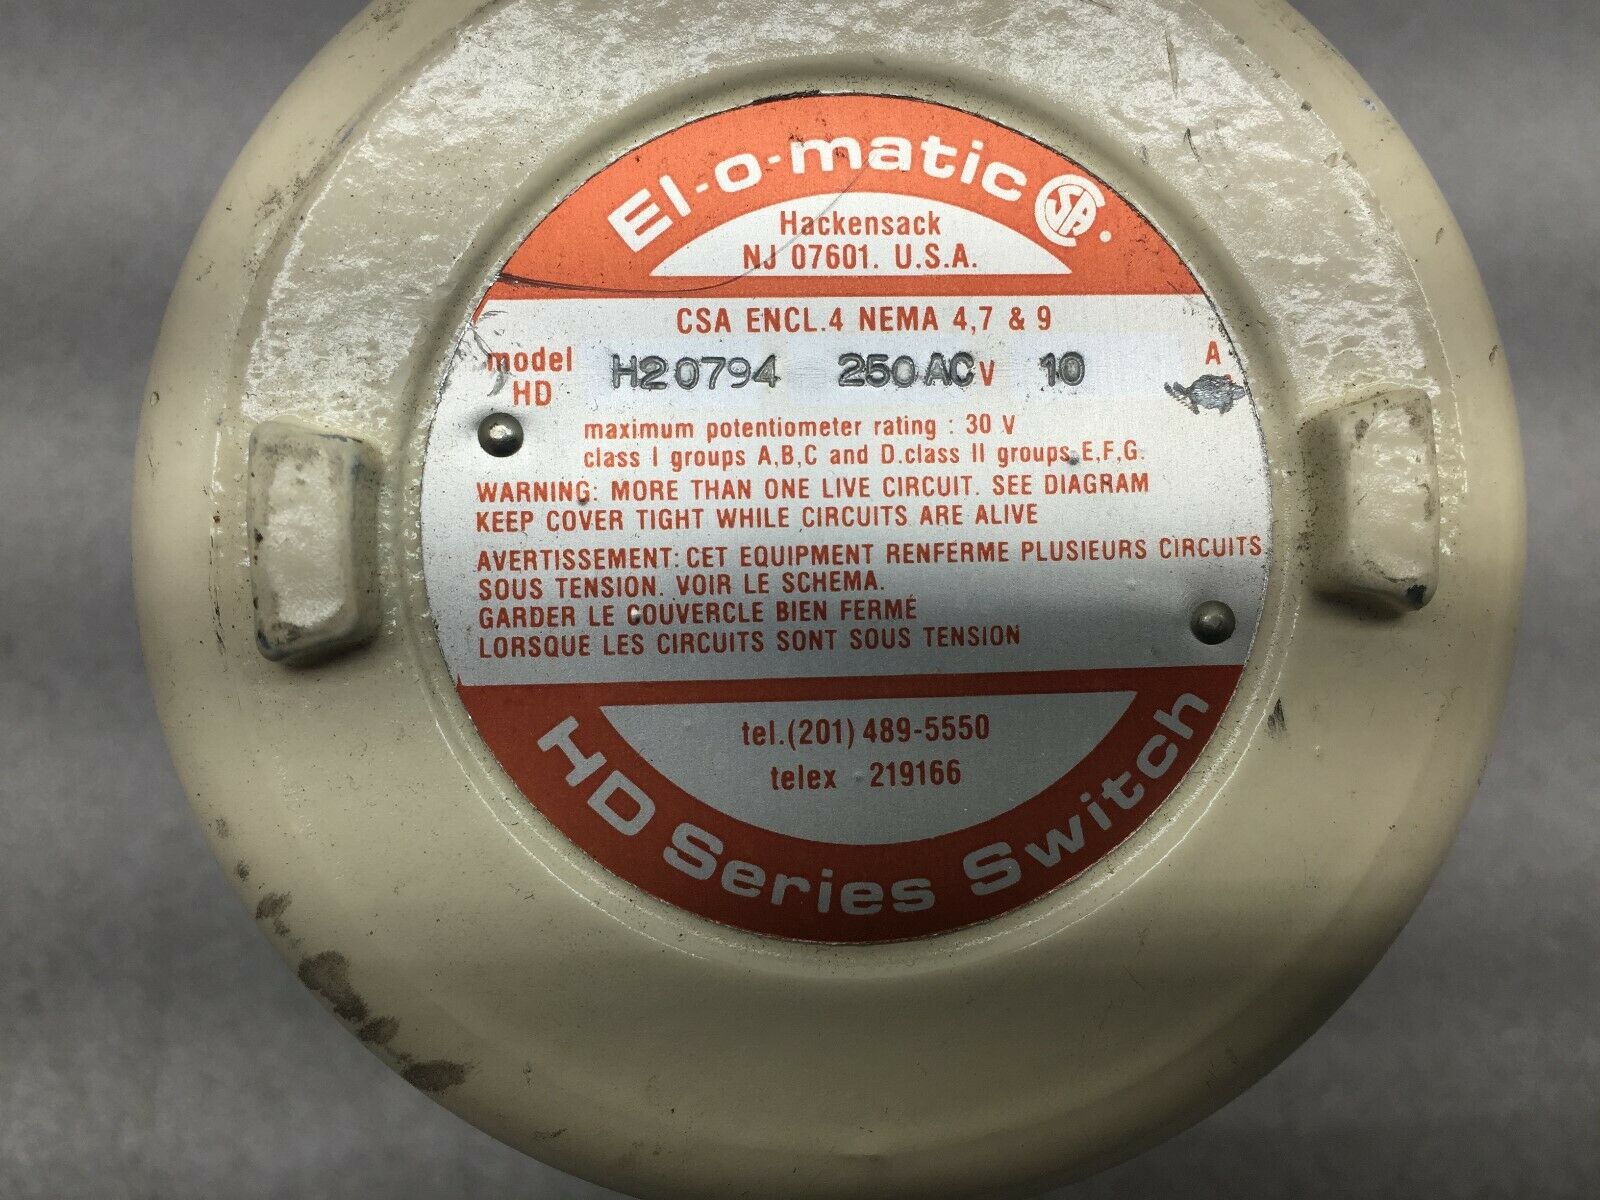 El-o-matic SA
Hackensack
NJ 07601. U.S.A.
CSA ENCL.4 NEMA 4,7 & 9
model HD H20794 250AC V 10 A
maximum potentiometer rating : 30 V
class I groups A,B,C and D.class II groups E,F,G.
WARNING: MORE THAN ONE LIVE CIRCUIT. SEE DIAGRAM
KEEP COVER TIGHT WHILE CIRCUITS ARE ALIVE
AVERTISSEMENT: CET EQUIPMENT RENFERME PLUSIEURS CIRCUITS
SOUS TENSION. VOIR LE SCHEMA.
GARDER LE COUVERCLE BIEN FERMÉ
LORSQUE LES CIRCUITS SONT SOUS TENSION
tel.(201) 489-5550
telex 219166
HD Series Switch